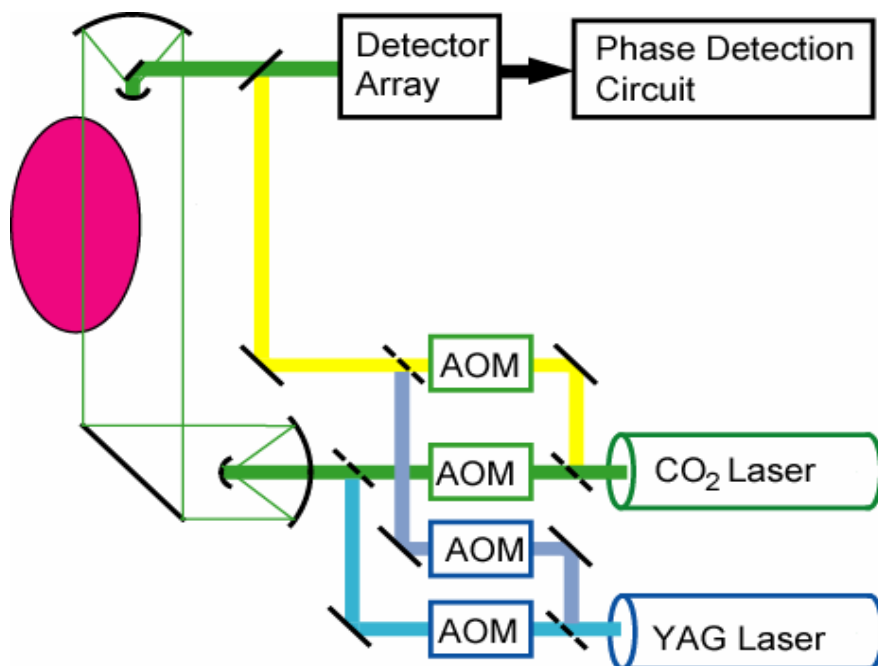 Detector
Array
Phase Detection
Circuit
AOM
AOM
CO₂ Laser
AOM
AOM
YAG Laser